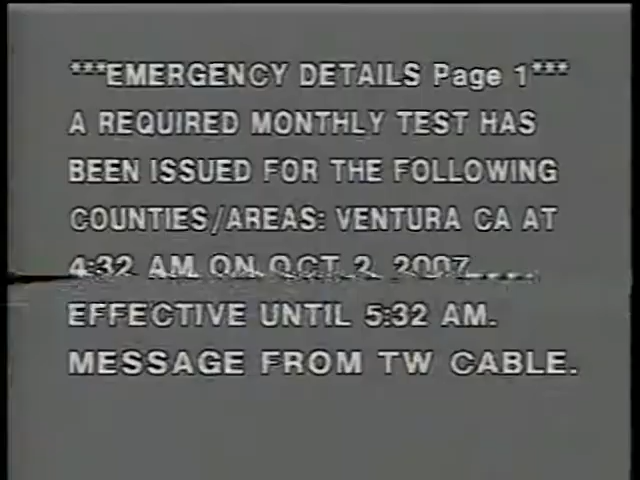 ***EMERGENCY DETAILS Page 1***
A REQUIRED MONTHLY TEST HAS
BEEN ISSUED FOR THE FOLLOWING
COUNTIES/AREAS: VENTURA CA AT
4:32 AM ON OCT 2, 2007
EFFECTIVE UNTIL 5:32 AM.
MESSAGE FROM TW CABLE.